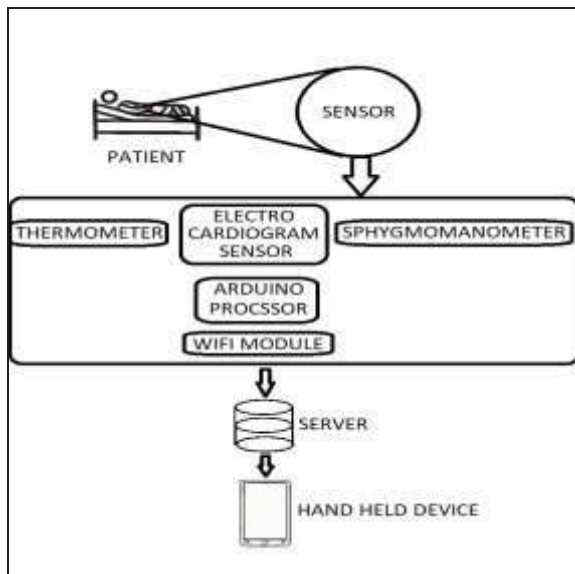 SENSOR
PATIENT
THERMOMETER
ELECTRO
CARDIOGRAM
SENSOR
SPHYGMOMANOMETER
ARDUINO
PROCSSOR
WIFI MODULE
SERVER
HAND HELD DEVICE